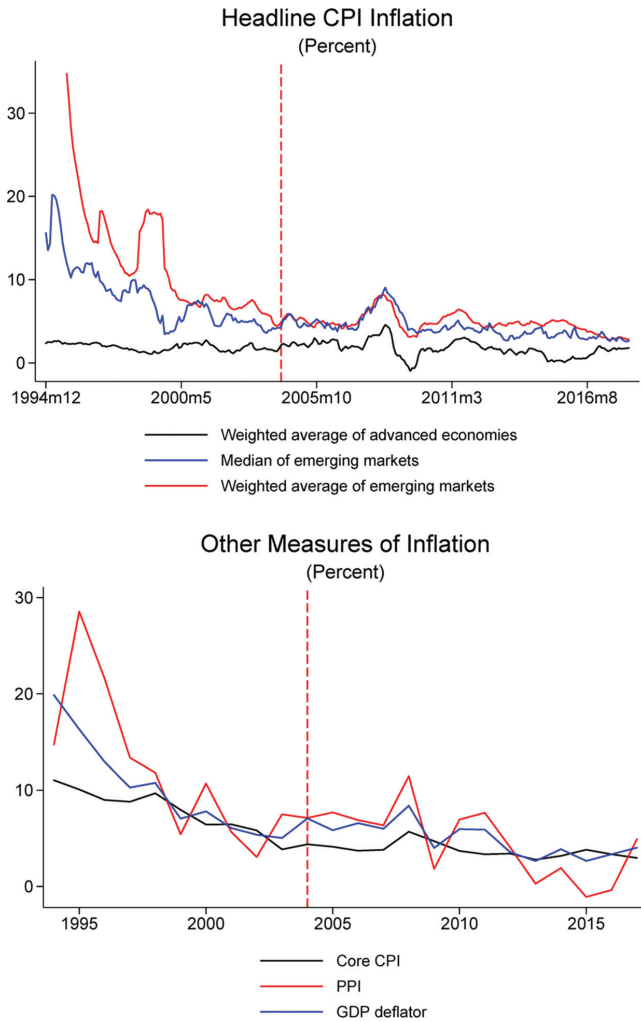 Headline CPI Inflation
(Percent)
30
20
10
0
1994m12 2000m5 2005m10 2011m3 2016m8
Weighted average of advanced economies
Median of emerging markets
Weighted average of emerging markets
Other Measures of Inflation
(Percent)
30
20
10
0
1995 2000 2005 2010 2015
Core CPI
PPI
GDP deflator